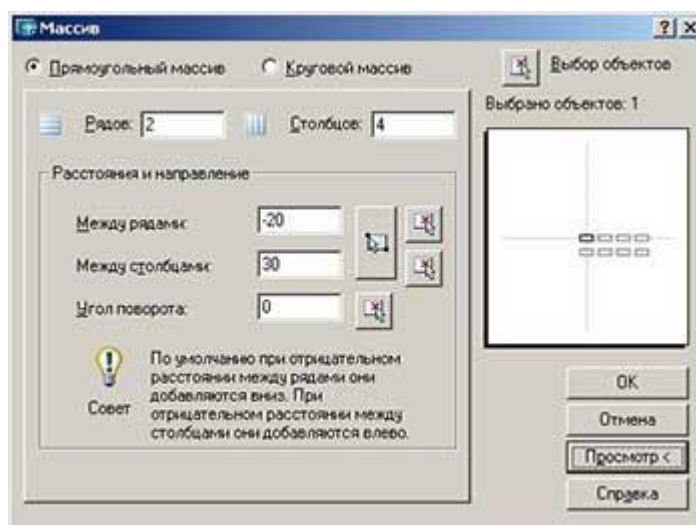 Массив
Прямоугольный массив
Круговой массив
Выбор объектов
Выбрано объектов: 1
Рядов: 2
Столбцов: 4
Расстояния и направление
Между рядами: -20
Между столбцами: 30
Угол поворота: 0
Совет
По умолчанию при отрицательном
расстоянии между рядами они
добавляются вниз. При
отрицательном расстоянии между
столбцами они добавляются влево.
OK
Отмена
Просмотр <
Справка